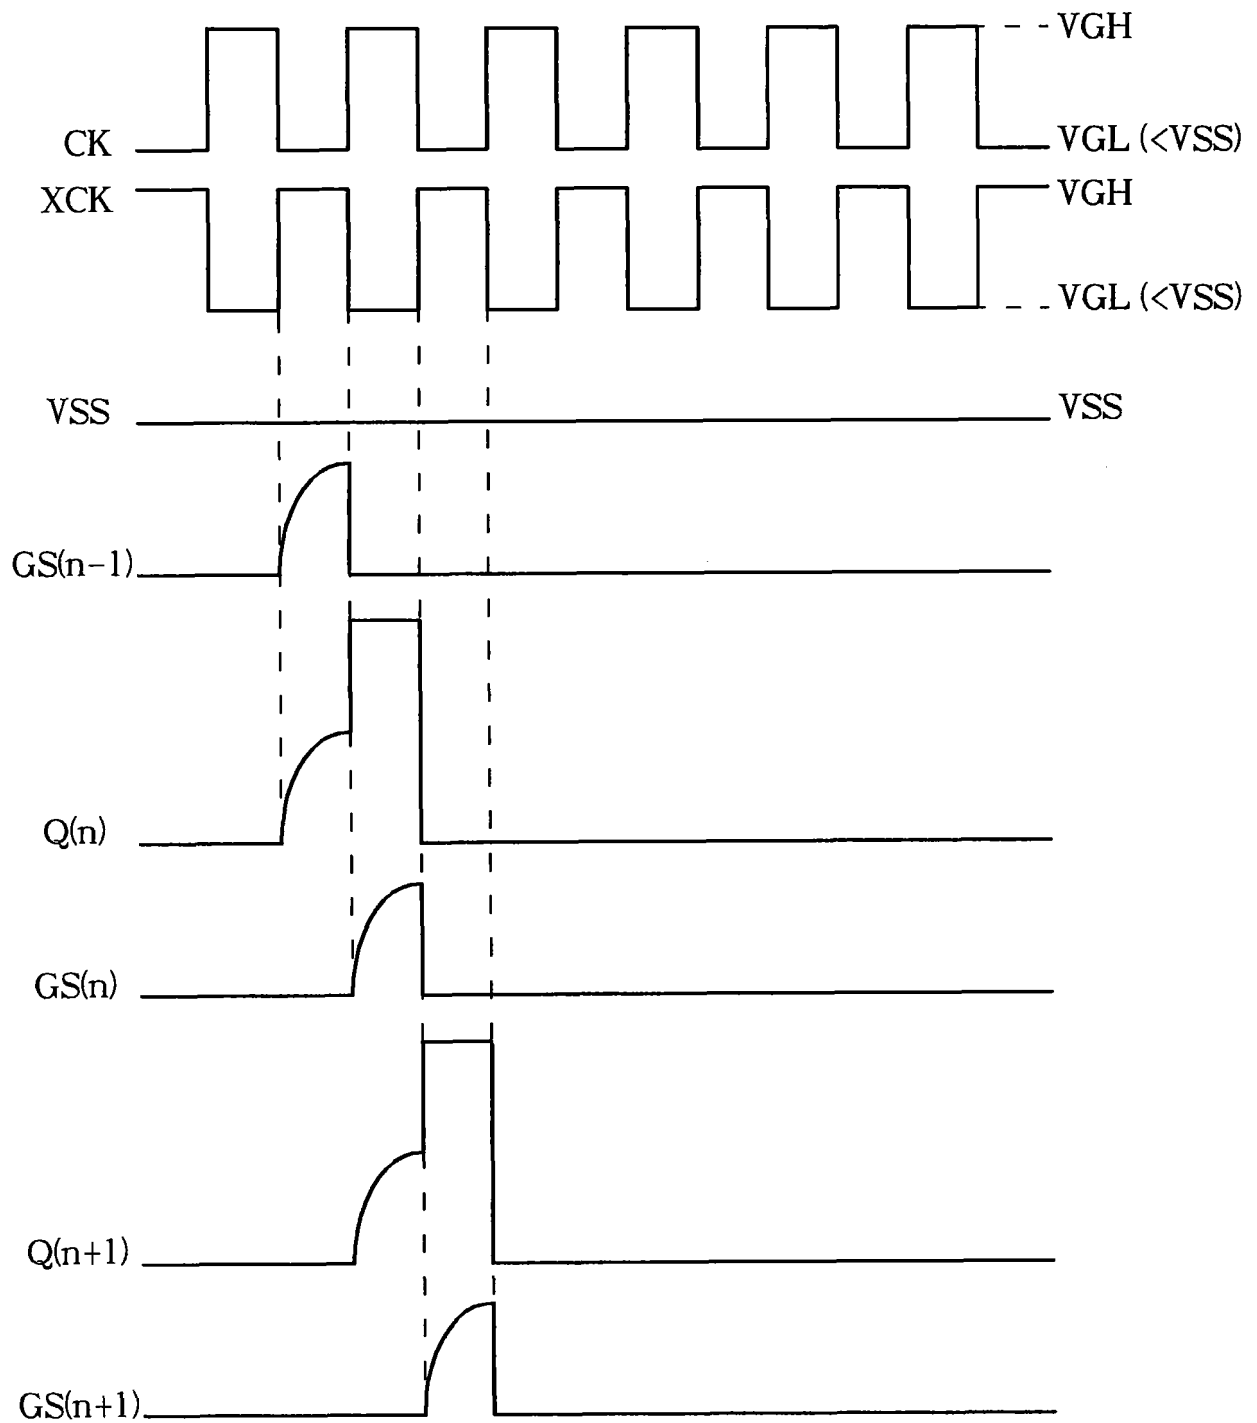 VGH
CK
VGL (<VSS)
XCK
VGH
VGL (<VSS)
VSS
VSS
GS(n-1)
Q(n)
GS(n)
Q(n+1)
GS(n+1)